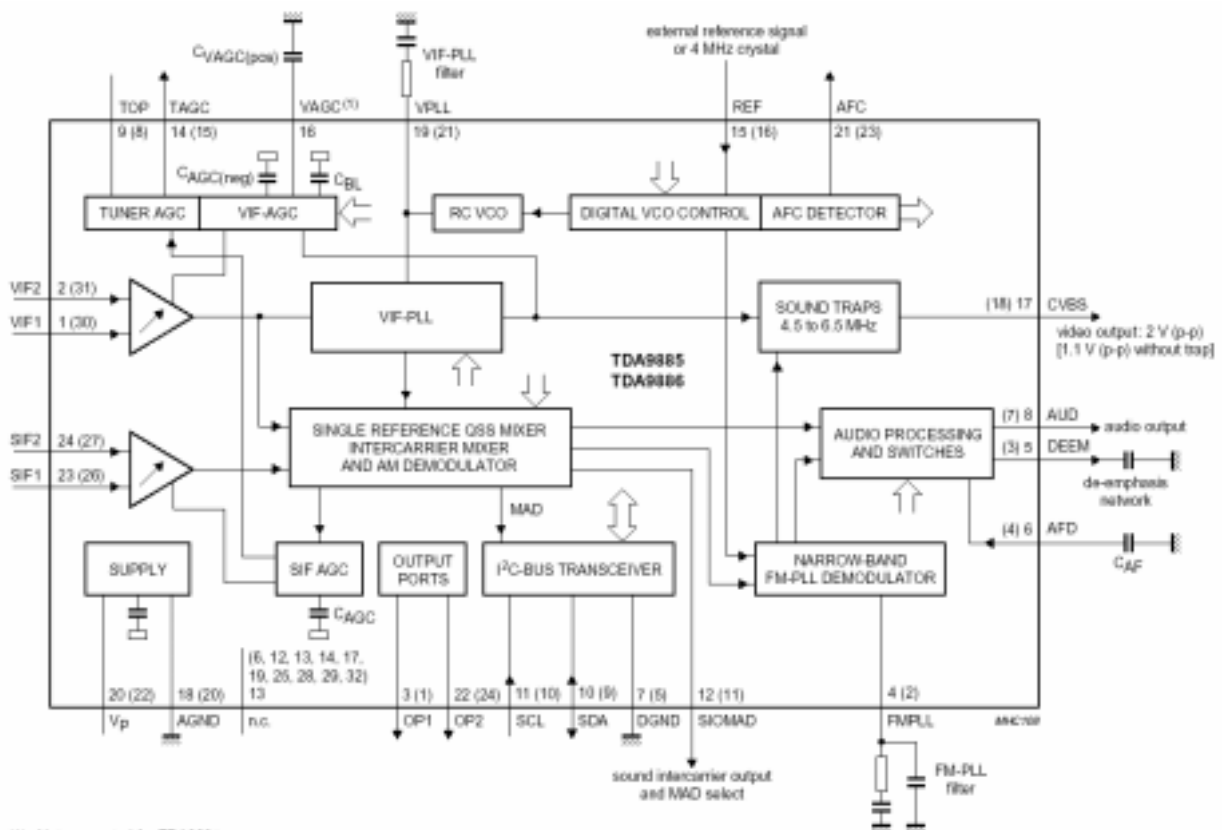 external reference signal
or 4 MHz crystal
CVAGC(pos)
VIF-PLL
filter
TOP TAGC VAGC(1) VPLL REF AFC
9 (8) 14 (15) 16 19 (21) 15 (16) 21 (23)
CAGC(neg) CBL
TUNER AGC VIF-AGC RC VCO DIGITAL VCO CONTROL AFC DETECTOR
VIF2 2 (31)
VIF1 1 (30)
VIF-PLL
SOUND TRAPS
4.5 to 6.5 MHz
(18) 17 CVBS
video output: 2 V (p-p)
[1.1 V (p-p) without trap]
TDA9885
TDA9886
SIF2 24 (27)
SIF1 23 (26)
SINGLE REFERENCE QSS MIXER
INTERCARRIER MIXER
AND AM DEMODULATOR
AUDIO PROCESSING
AND SWITCHES
(7) 8 AUD
audio output
(3) 5 DEEM
de-emphasis
network
MAD
(4) 6 AFD
CAF
SUPPLY
SIF AGC
CAGC
OUTPUT
PORTS
I2C-BUS TRANSCEIVER
NARROW-BAND
FM-PLL DEMODULATOR
(6, 12, 13, 14, 17,
19, 25, 28, 29, 32)
20 (22) 18 (20) 13 3 (1) 22 (24) 11 (10) 10 (9) 7 (5) 12 (11) 4 (2)
VP AGND n.c. OP1 OP2 SCL SDA DGND SIOMAD FMPLL
sound intercarrier output
and MAD select
FM-PLL
filter